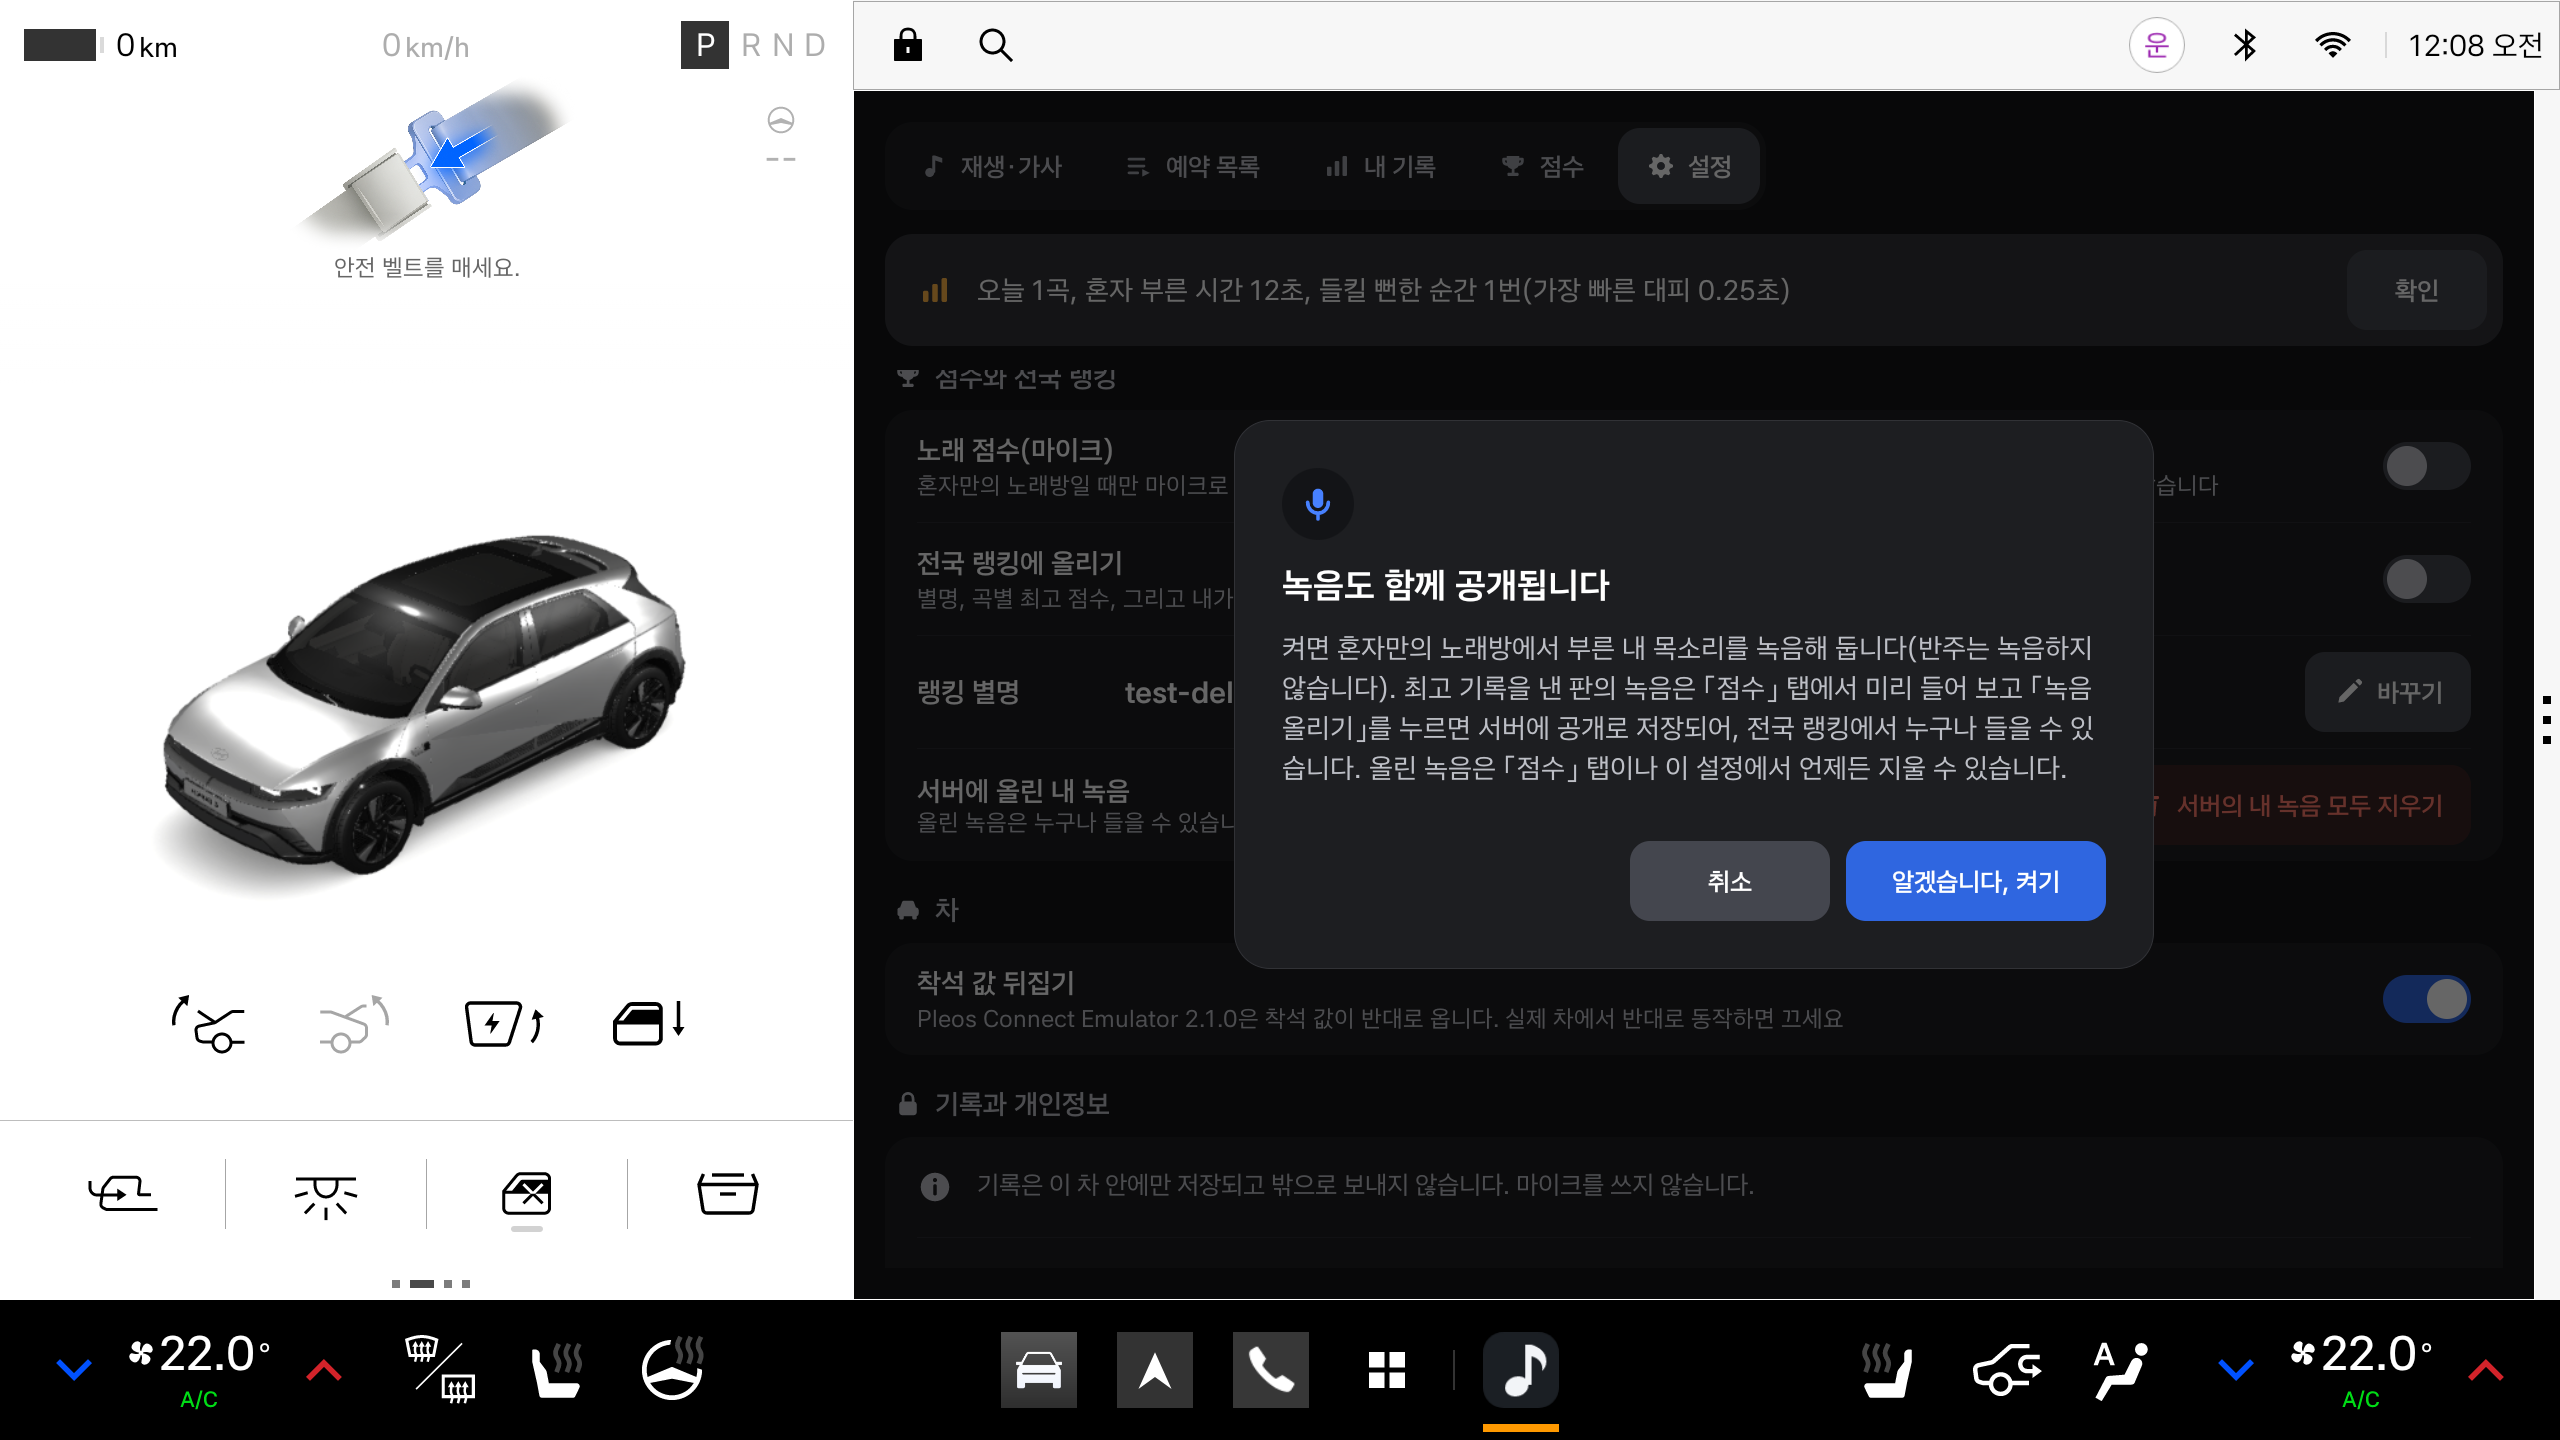 0 km
0 km/h
P R N D
12:08 오전
운
안전 벨트를 매세요.
--
재생·가사
예약 목록
내 기록
점수
설정
오늘 1곡, 혼자 부른 시간 12초, 들킬 뻔한 순간 1번(가장 빠른 대피 0.25초)
확인
점수와 전국 랭킹
노래 점수(마이크)
혼자만의 노래방일 때만 마이크로
습니다
전국 랭킹에 올리기
별명, 곡별 최고 점수, 그리고 내가
랭킹 별명
test-del
바꾸기
서버에 올린 내 녹음
올린 녹음은 누구나 들을 수 있습니
서버의 내 녹음 모두 지우기
녹음도 함께 공개됩니다
켜면 혼자만의 노래방에서 부른 내 목소리를 녹음해 둡니다(반주는 녹음하지
않습니다). 최고 기록을 낸 판의 녹음은 「점수」 탭에서 미리 들어 보고 「녹음
올리기」를 누르면 서버에 공개로 저장되어, 전국 랭킹에서 누구나 들을 수 있
습니다. 올린 녹음은 「점수」 탭이나 이 설정에서 언제든 지울 수 있습니다.
취소
알겠습니다, 켜기
차
착석 값 뒤집기
Pleos Connect Emulator 2.1.0은 착석 값이 반대로 옵니다. 실제 차에서 반대로 동작하면 끄세요
기록과 개인정보
기록은 이 차 안에만 저장되고 밖으로 보내지 않습니다. 마이크를 쓰지 않습니다.
22.0°
A/C
A
22.0°
A/C